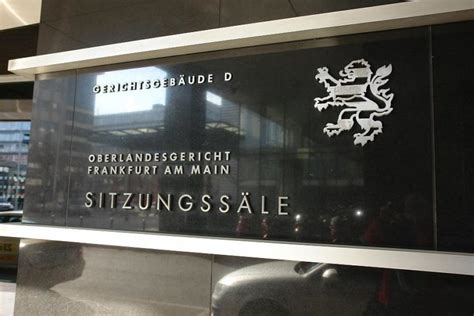 GERICHTSGEBÄUDE D
OBERLANDESGERICHT
FRANKFURT AM MAIN
SITZUNGSSÄLE